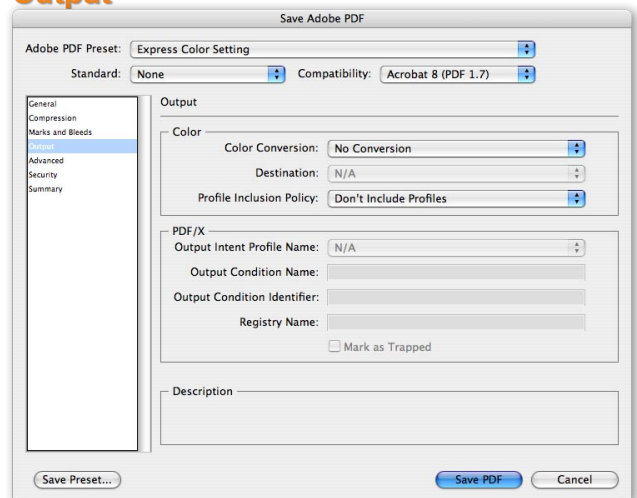 Output
Save Adobe PDF
Adobe PDF Preset: Express Color Setting
Standard: None Compatibility: Acrobat 8 (PDF 1.7)
General
Compression
Marks and Bleeds
Output
Advanced
Security
Summary
Output
Color
Color Conversion: No Conversion
Destination: N/A
Profile Inclusion Policy: Don't Include Profiles
PDF/X
Output Intent Profile Name: N/A
Output Condition Name:
Output Condition Identifier:
Registry Name:
Mark as Trapped
Description
Save Preset... Save PDF Cancel